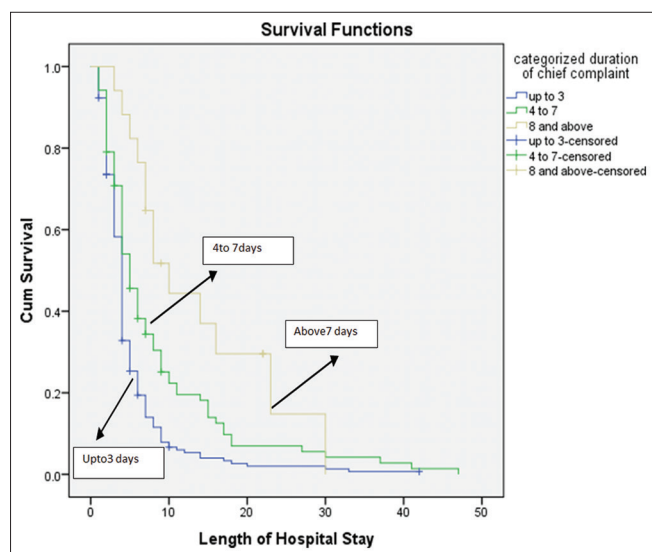 Survival Functions
categorized duration
of chief complaint
up to 3
4 to 7
8 and above
up to 3-censored
4 to 7-censored
8 and above-censored
1.0
0.8
0.6
0.4
0.2
0.0
Cum Survival
4to 7days
Above7 days
Upto3 days
0
10
20
30
40
50
Length of Hospital Stay